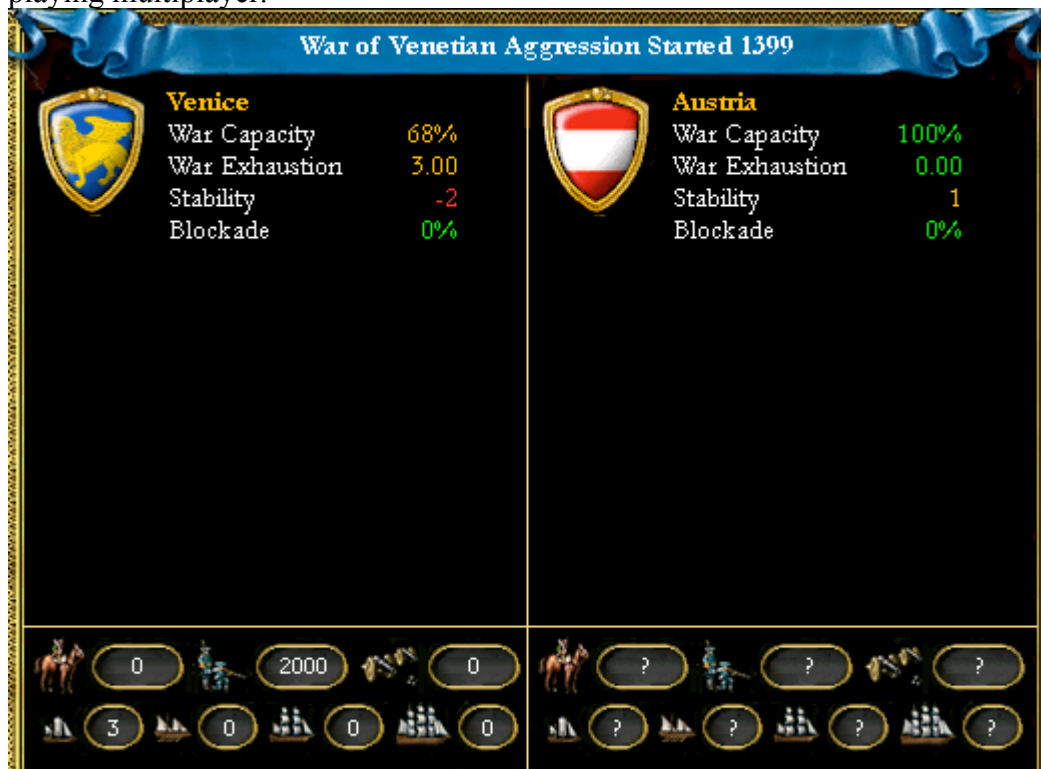 playing multiplayer.
War of Venetian Aggression Started 1399
Venice
War Capacity 68%
War Exhaustion 3.00
Stability -2
Blockade 0%
Austria
War Capacity 100%
War Exhaustion 0.00
Stability 1
Blockade 0%
0 2000 0
3 0 0 0
? ? ?
? ? ? ?